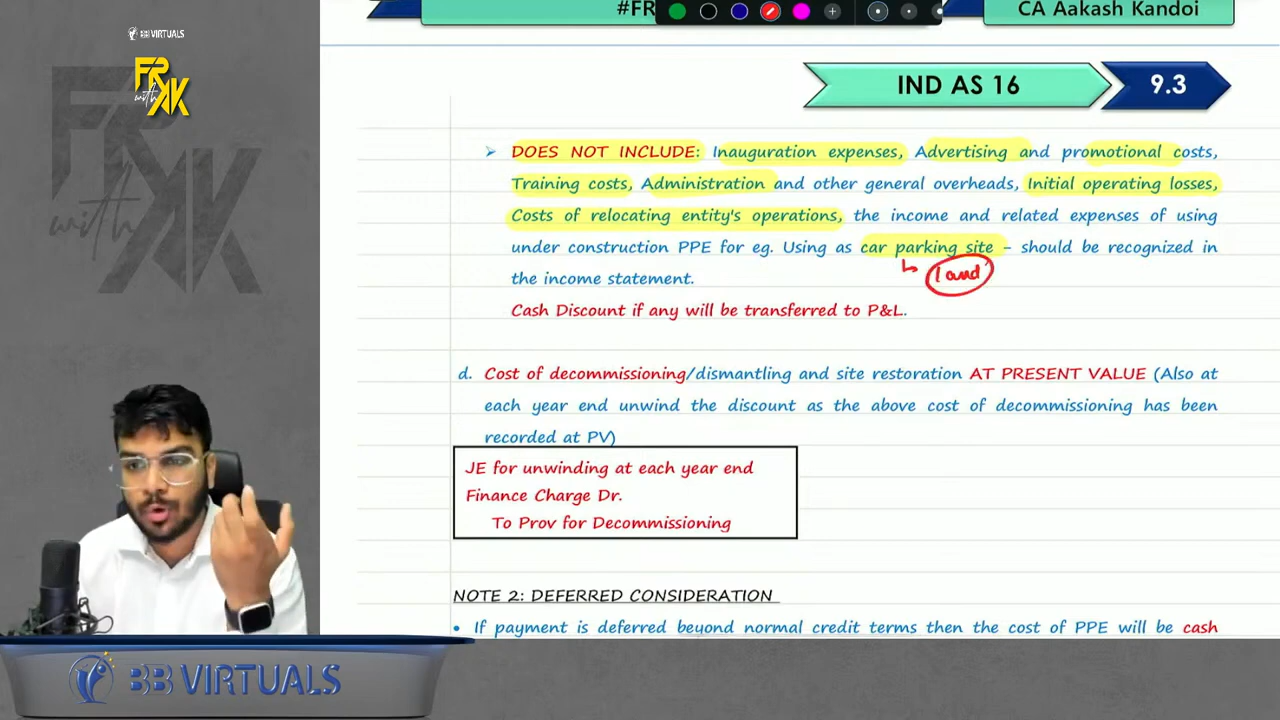 #FR
CA Aakash Kandoi
BB VIRTUALS
FR
with
AK
FR
with
AK
IND AS 16
9.3
➢ DOES NOT INCLUDE: Inauguration expenses, Advertising and promotional costs,
Training costs, Administration and other general overheads, Initial operating losses,
Costs of relocating entity's operations, the income and related expenses of using
under construction PPE for eg. Using as car parking site - should be recognized in
the income statement.
land
Cash Discount if any will be transferred to P&L.
d. Cost of decommissioning/dismantling and site restoration AT PRESENT VALUE (Also at
each year end unwind the discount as the above cost of decommissioning has been
recorded at PV)
JE for unwinding at each year end
Finance Charge Dr.
To Prov for Decommissioning
NOTE 2: DEFERRED CONSIDERATION
• If payment is deferred beyond normal credit terms then the cost of PPE will be cash
BB VIRTUALS